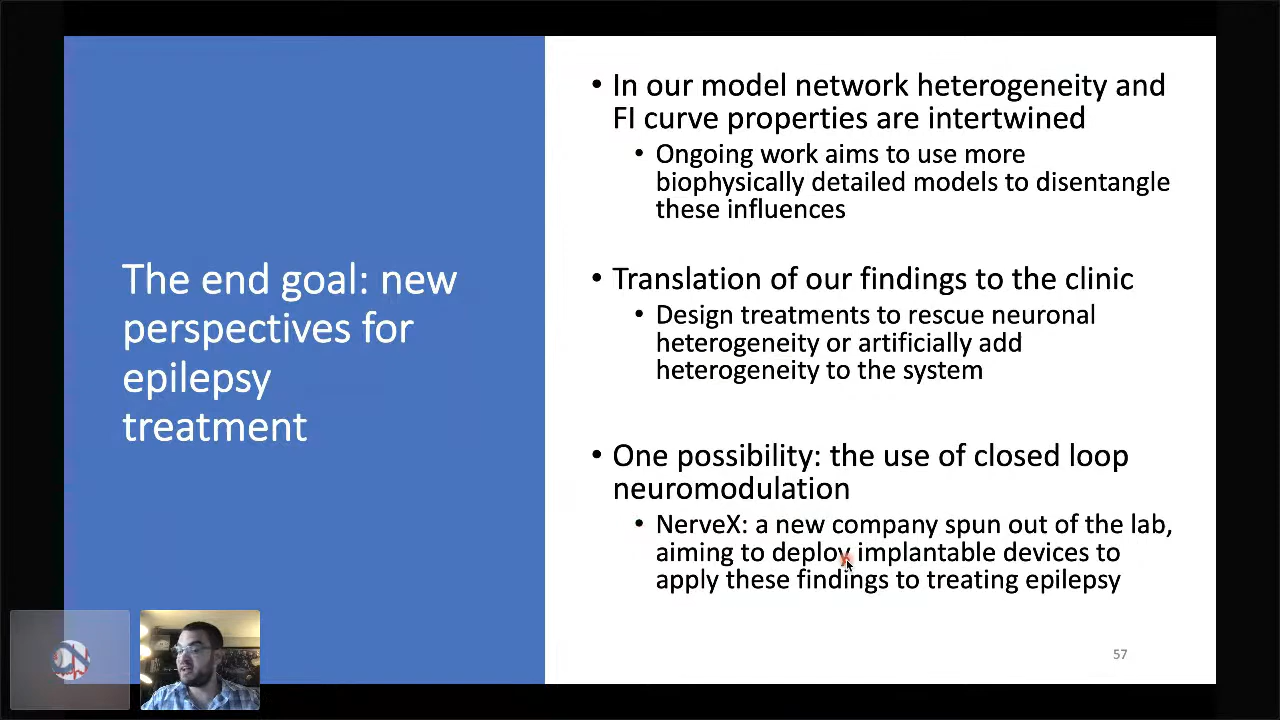 The end goal: new
perspectives for
epilepsy
treatment
• In our model network heterogeneity and
FI curve properties are intertwined
• Ongoing work aims to use more
biophysically detailed models to disentangle
these influences
• Translation of our findings to the clinic
• Design treatments to rescue neuronal
heterogeneity or artificially add
heterogeneity to the system
• One possibility: the use of closed loop
neuromodulation
• NerveX: a new company spun out of the lab,
aiming to deploy implantable devices to
apply these findings to treating epilepsy
57